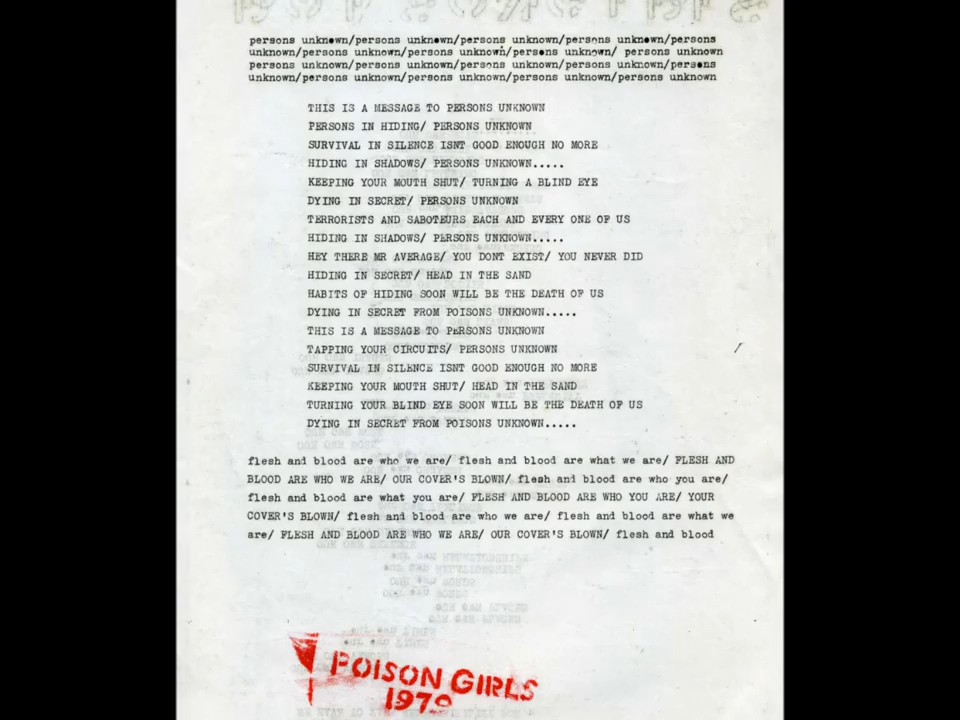 persons unknown/persons unknown/persons unknown/persons unknown/persons
unknown/persons unknown/persons unknown/persons unknown/ persons unknown
persons unknown/persons unknown/persons unknown/persons unknown/persons
unknown/persons unknown/persons unknown/persons unknown/persons unknown
THIS IS A MESSAGE TO PERSONS UNKNOWN
PERSONS IN HIDING/ PERSONS UNKNOWN
SURVIVAL IN SILENCE ISNT GOOD ENOUGH NO MORE
HIDING IN SHADOWS/ PERSONS UNKNOWN.....
KEEPING YOUR MOUTH SHUT/ TURNING A BLIND EYE
DYING IN SECRET/ PERSONS UNKNOWN
TERRORISTS AND SABOTEURS EACH AND EVERY ONE OF US
HIDING IN SHADOWS/ PERSONS UNKNOWN.....
HEY THERE MR AVERAGE/ YOU DONT EXIST/ YOU NEVER DID
HIDING IN SECRET/ HEAD IN THE SAND
HABITS OF HIDING SOON WILL BE THE DEATH OF US
DYING IN SECRET FROM POISONS UNKNOWN.....
THIS IS A MESSAGE TO PERSONS UNKNOWN
TAPPING YOUR CIRCUITS/ PERSONS UNKNOWN
SURVIVAL IN SILENCE ISNT GOOD ENOUGH NO MORE
KEEPING YOUR MOUTH SHUT/ HEAD IN THE SAND
TURNING YOUR BLIND EYE SOON WILL BE THE DEATH OF US
DYING IN SECRET FROM POISONS UNKNOWN.....
flesh and blood are who we are/ flesh and blood are what we are/ FLESH AND
BLOOD ARE WHO WE ARE/ OUR COVER'S BLOWN/ flesh and blood are who you are/
flesh and blood are what you are/ FLESH AND BLOOD ARE WHO YOU ARE/ YOUR
COVER'S BLOWN/ flesh and blood are who we are/ flesh and blood are what we
are/ FLESH AND BLOOD ARE WHO WE ARE/ OUR COVER'S BLOWN/ flesh and blood
POISON GIRLS
1979